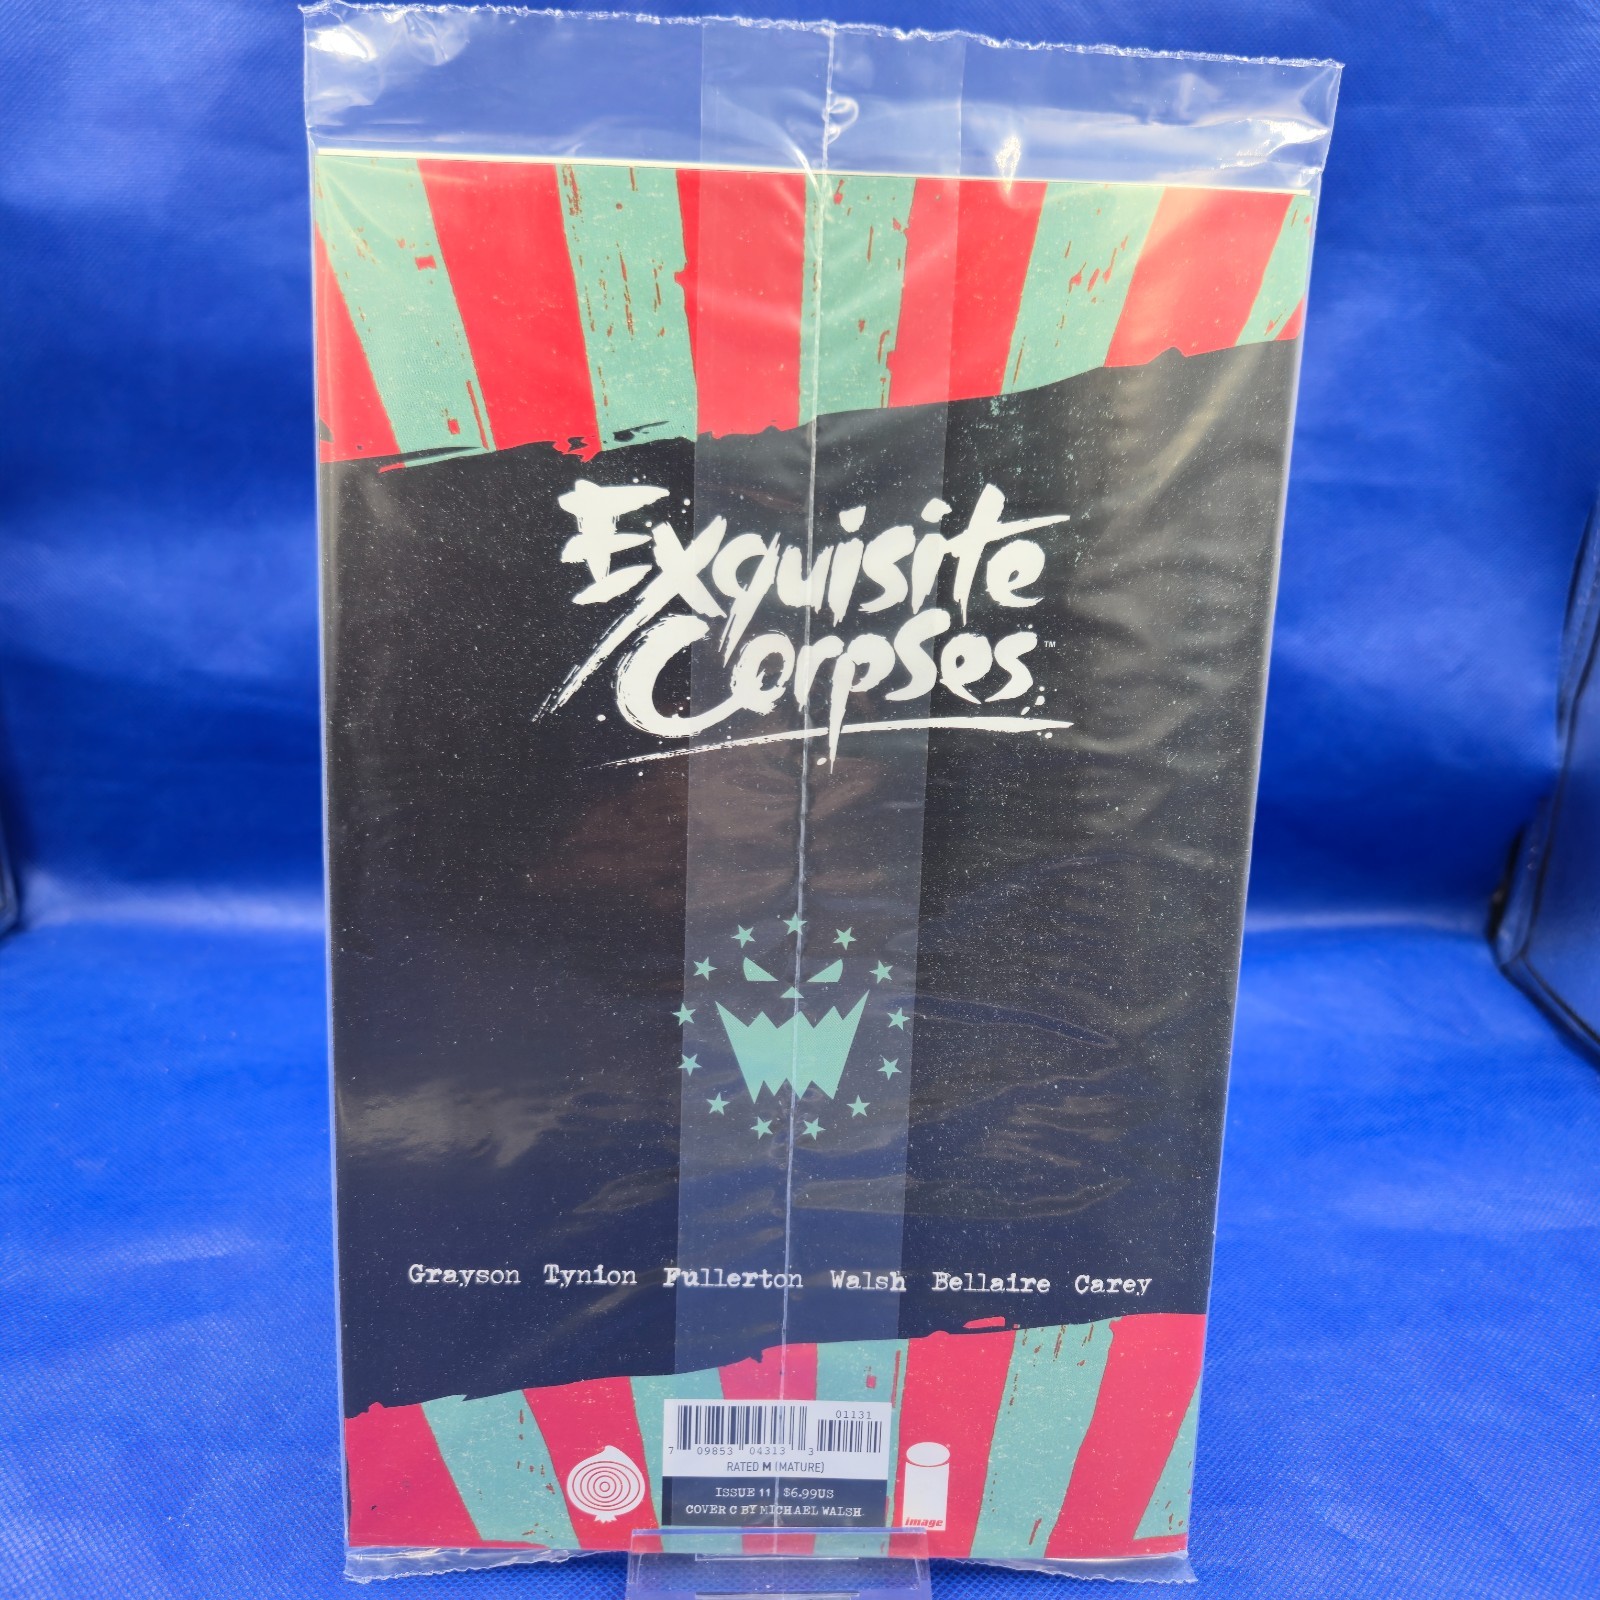 Exquisite
Corpses™
Grayson Tynion Fullerton Walsh Bellaire Carey
01131
7 09853 04313 3
RATED M (MATURE)
ISSUE 11 $6.99US
COVER C BY MICHAEL WALSH
image